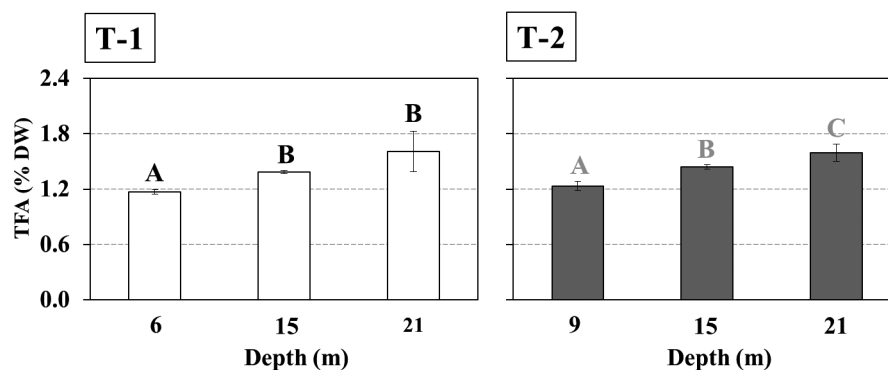 T-1
T-2
TFA (% DW)
2.4
1.8
1.2
0.6
0.0
A
B
B
6
15
21
Depth (m)
A
B
C
9
15
21
Depth (m)